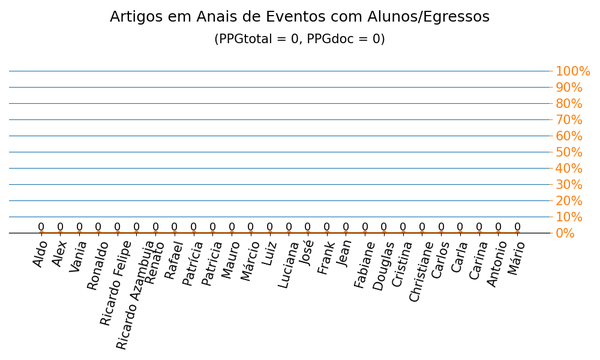 Artigos em Anais de Eventos com Alunos/Egressos
(PPGtotal = 0, PPGdoc = 0)
100%
90%
80%
70%
60%
50%
40%
30%
20%
10%
0%
0 0 0 0 0 0 0 0 0 0 0 0 0 0 0 0 0 0 0 0 0 0 0 0 0 0
Aldo
Alex
Vania
Ronaldo
Ricardo Felipe
Ricardo Azambuja
Renato
Rafael
Patrícia
Patricia
Mauro
Márcio
Luiz
Luciana
José
Frank
Jean
Fabiane
Douglas
Cristina
Christiane
Carlos
Carla
Carina
Antonio
Mário